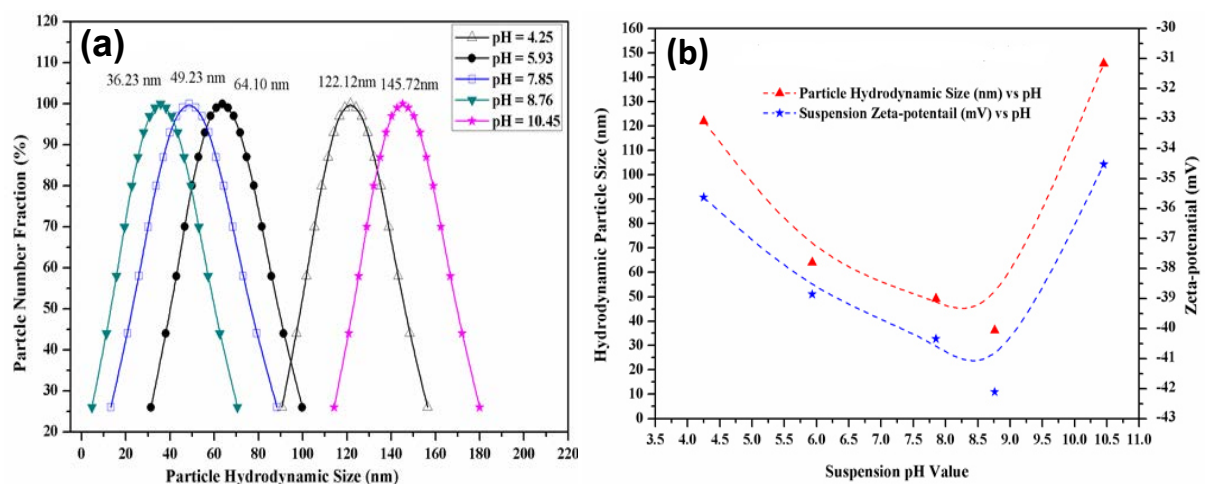 (a)
120
110
100
90
80
70
60
50
40
30
20
Partcle Number Fraction (%)
36.23 nm
49.23 nm
64.10 nm
122.12nm
145.72nm
pH = 4.25
pH = 5.93
pH = 7.85
pH = 8.76
pH = 10.45
0 20 40 60 80 100 120 140 160 180 200 220
Particle Hydrodynamic Size (nm)
(b)
160
150
140
130
120
110
100
90
80
70
60
50
40
30
20
10
0
Hydrodynamic Particle Size (nm)
Particle Hydrodynamic Size (nm) vs pH
Suspension Zeta-potentail (mV) vs pH
-30
-31
-32
-33
-34
-35
-36
-37
-38
-39
-40
-41
-42
-43
Zeta-potenatial (mV)
3.5 4.0 4.5 5.0 5.5 6.0 6.5 7.0 7.5 8.0 8.5 9.0 9.5 10.0 10.5 11.0
Suspension pH Value